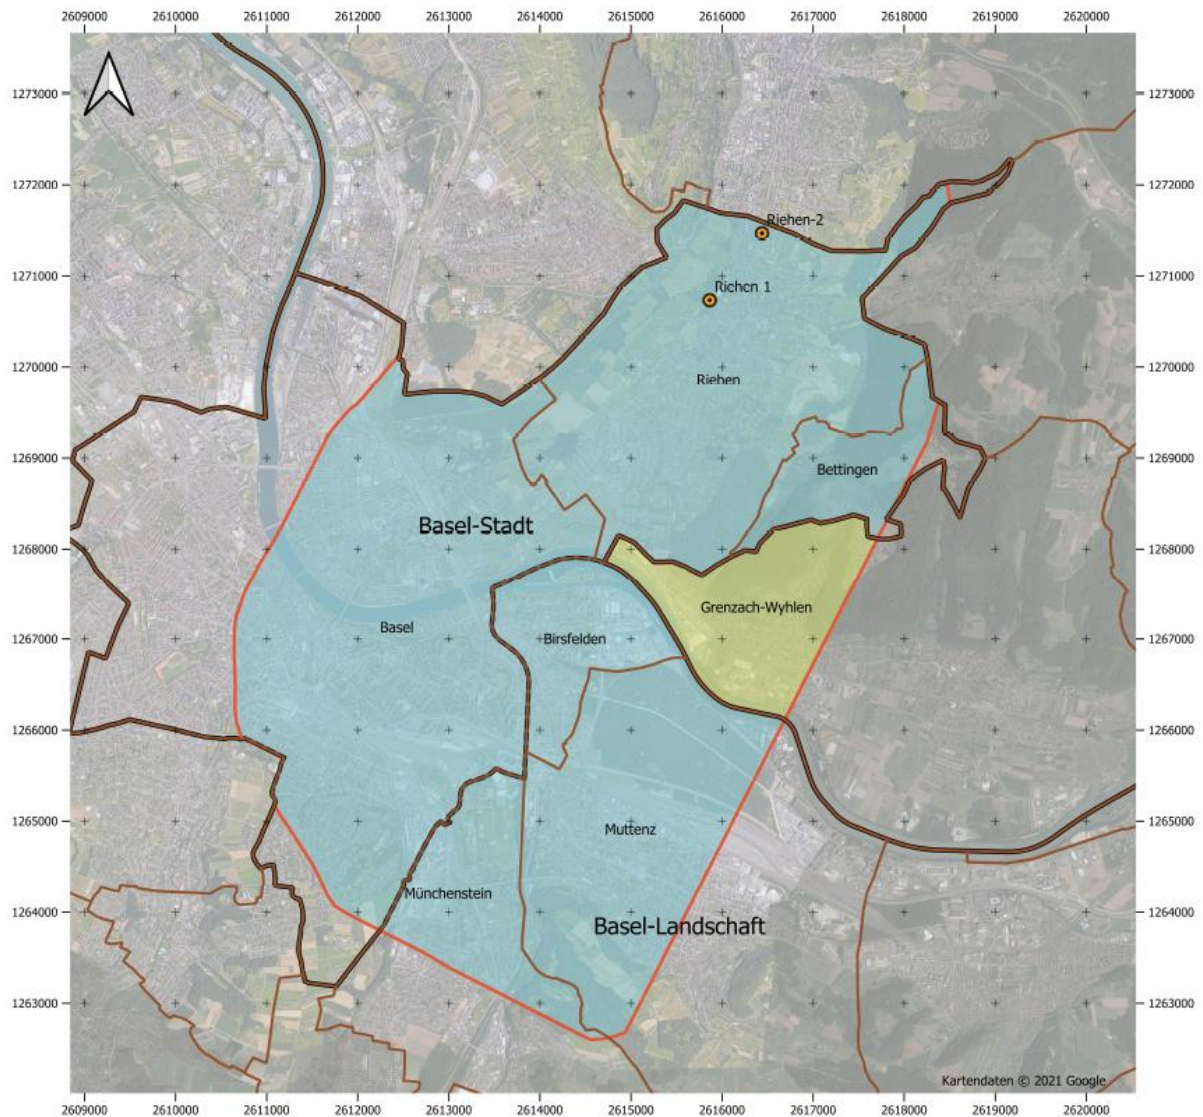 2609000 2610000 2611000 2612000 2613000 2614000 2615000 2616000 2617000 2618000 2619000 2620000
1273000 1273000
1272000 1272000
Riehen-2
1271000 1271000
Riehen 1
1270000 1270000
Riehen
1269000 1269000
Bettingen
Basel-Stadt
1268000 1268000
Grenzach-Wyhlen
Basel
Birsfelden
1267000 1267000
1266000 1266000
1265000 1265000
Muttenz
Münchenstein
1264000 1264000
Basel-Landschaft
1263000 1263000
Kartendaten © 2021 Google
2609000 2610000 2611000 2612000 2613000 2614000 2615000 2616000 2617000 2618000 2619000 2620000